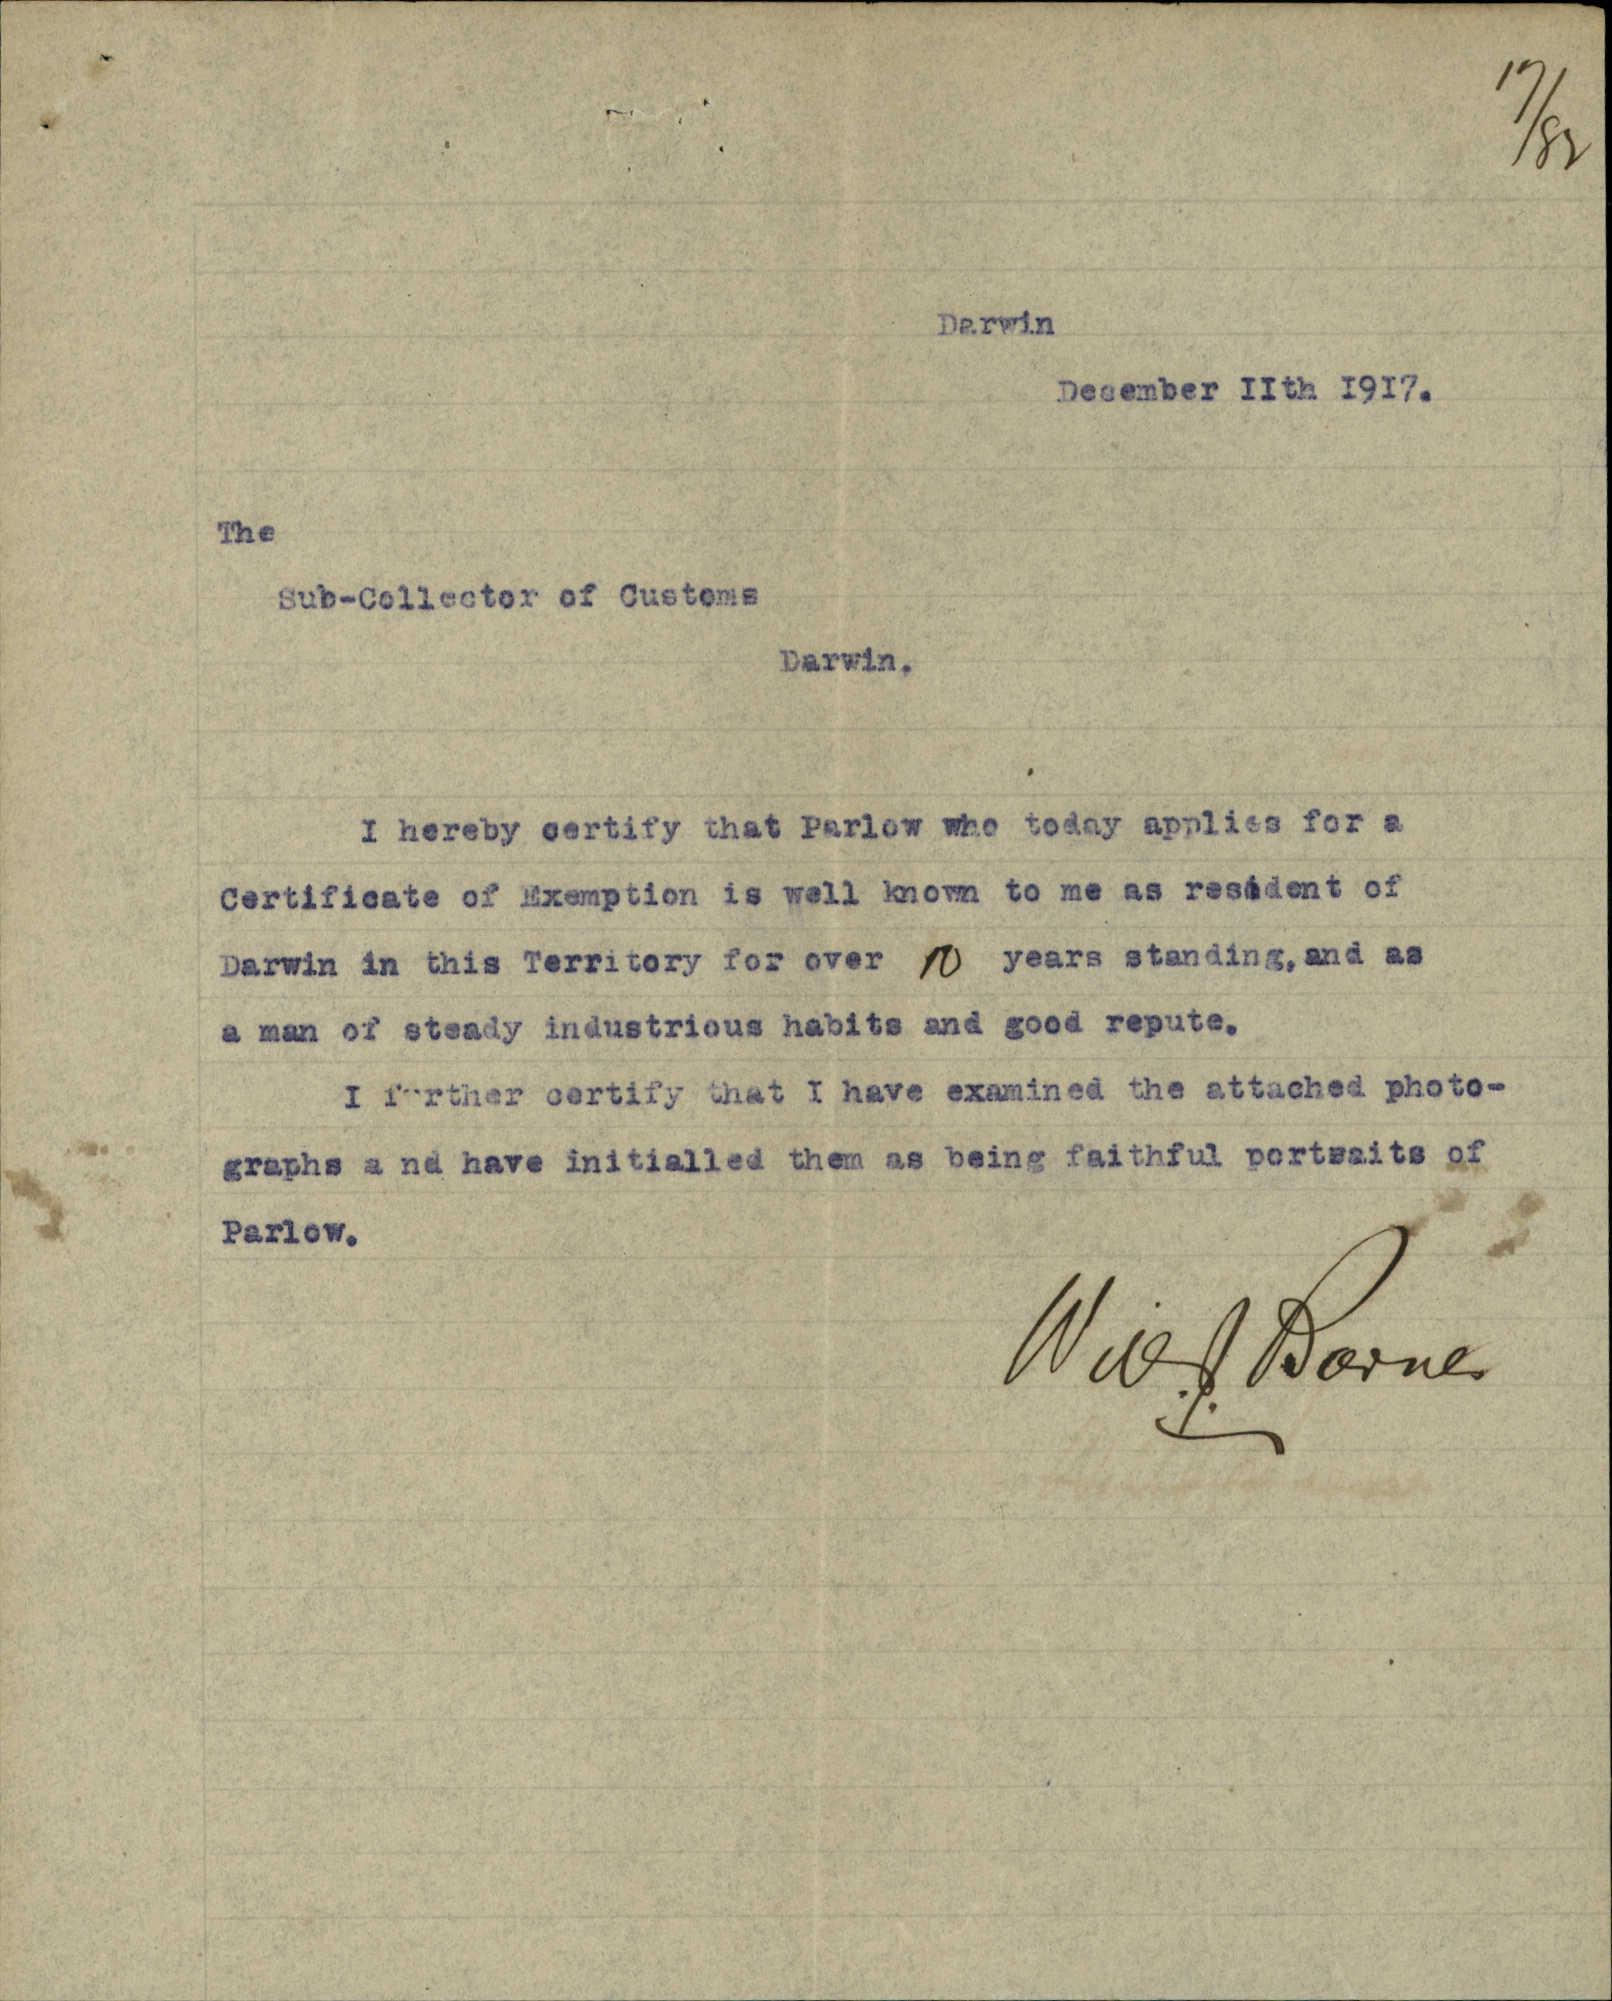 17/82
Darwin
December IIth I9I7.
The
Sub-Collector of Customs
Darwin.
I hereby certify that Parlow who today applies for a
Certificate of Exemption is well known to me as resident of
Darwin in this Territory for over 10 years standing, and as
a man of steady industrious habits and good repute.
I further certify that I have examined the attached photo-
graphs a nd have initialled them as being faithful portraits of
Parlow.
Barnes